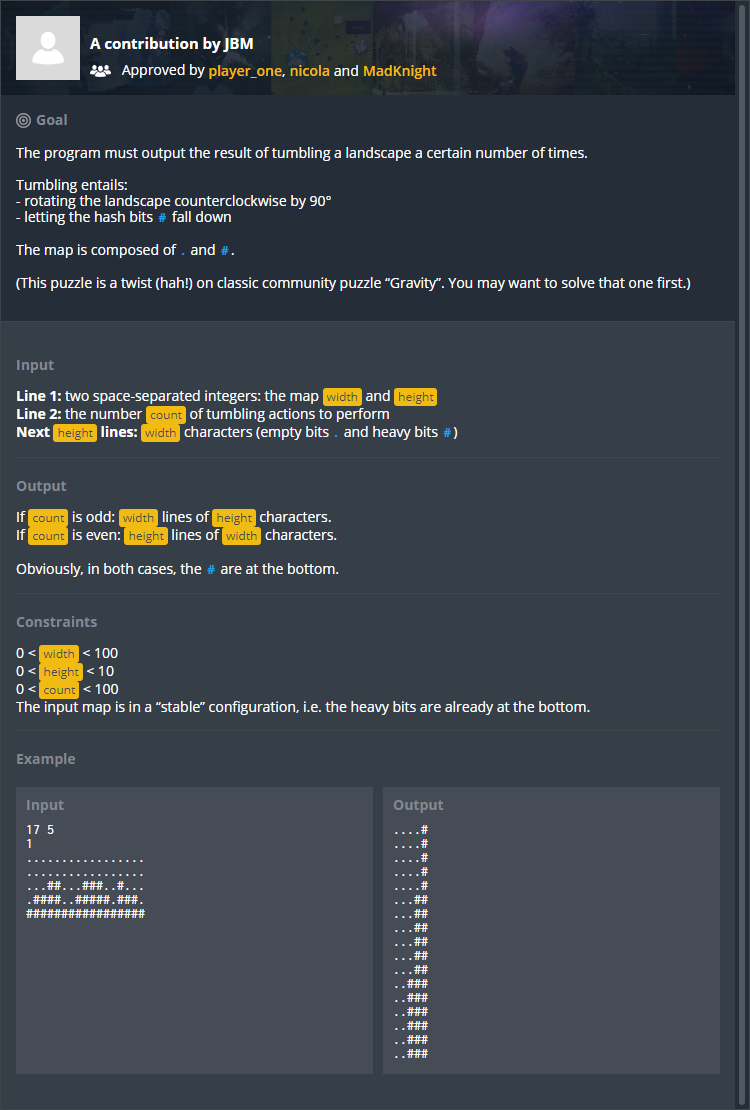 A contribution by JBM
Approved by player_one, nicola and MadKnight
Goal
The program must output the result of tumbling a landscape a certain number of times.
Tumbling entails:
- rotating the landscape counterclockwise by 90°
- letting the hash bits # fall down
The map is composed of . and #.
(This puzzle is a twist (hah!) on classic community puzzle “Gravity”. You may want to solve that one first.)
Input
Line 1: two space-separated integers: the map width and height
Line 2: the number count of tumbling actions to perform
Next height lines: width characters (empty bits . and heavy bits #)
Output
If count is odd: width lines of height characters.
If count is even: height lines of width characters.
Obviously, in both cases, the # are at the bottom.
Constraints
0 < width < 100
0 < height < 10
0 < count < 100
The input map is in a “stable” configuration, i.e. the heavy bits are already at the bottom.
Example
Input
17 5
1
.................
.................
...##...###..#...
.####..#####.###.
#################
Output
....#
....#
....#
....#
....#
...##
...##
...##
...##
...##
...##
..###
..###
..###
..###
..###
..###